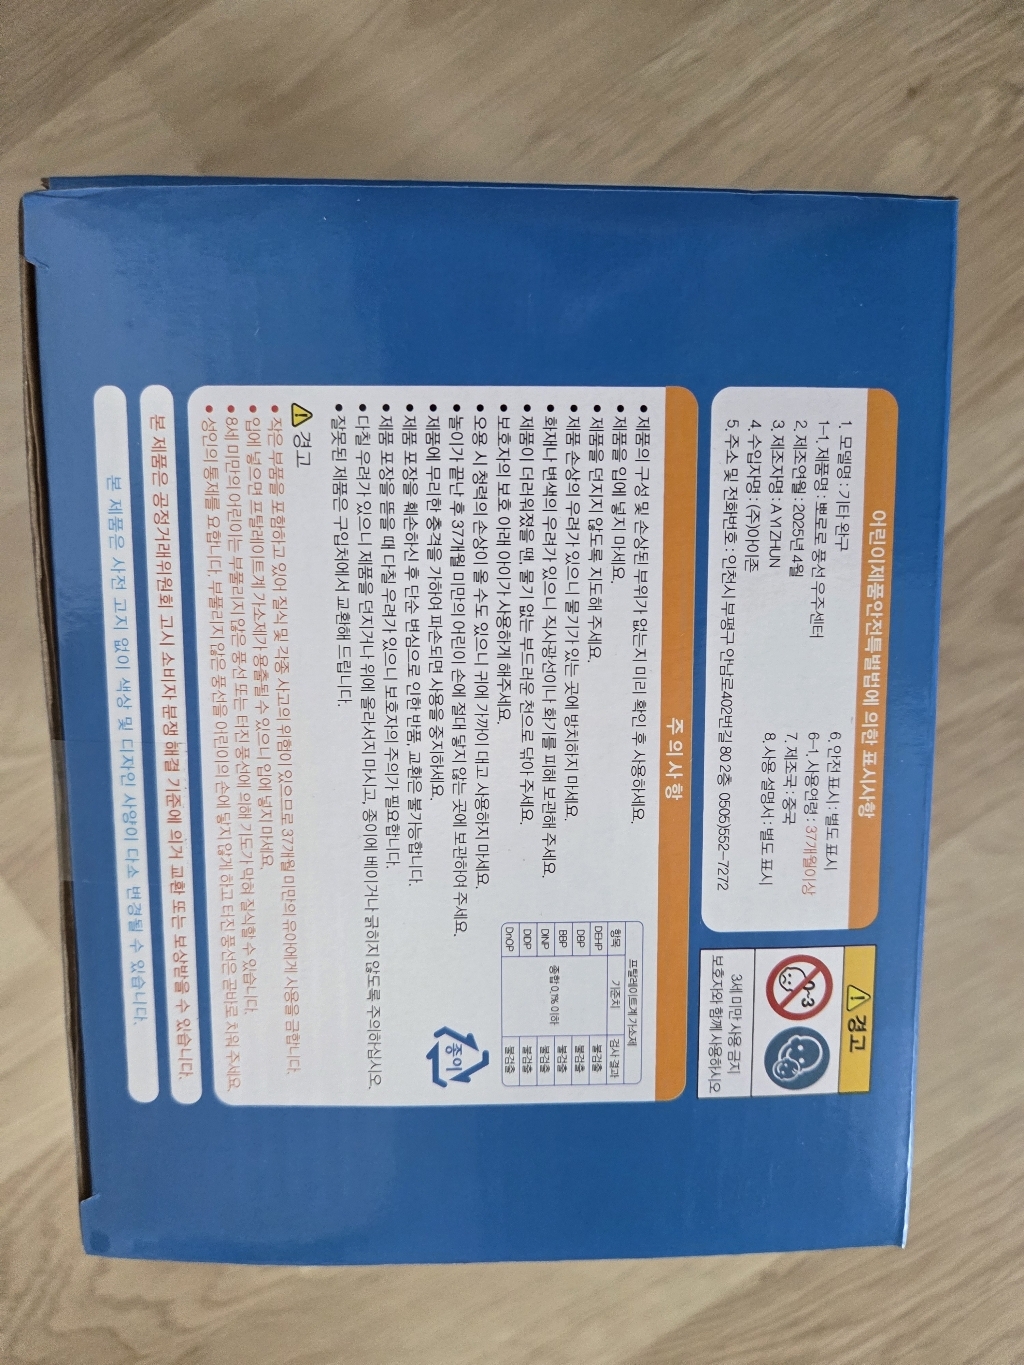 어린이제품안전특별법에 의한 표시사항
1. 모델명 : 기타 완구
1-1. 제품명 : 뽀로로 풍선 우주센터
2. 제조연월 : 2025년 4월
3. 제조자명 : A YI ZHUN
4. 수입자명 : (주)아이존
5. 주소 및 전화번호 : 인천시 부평구 안남로402번길 80 2층 0505)552-7272
6. 안전 표시 : 별도 표시
6-1. 사용연령 : 37개월이상
7. 제조국 : 중국
8. 사용 설명서 : 별도 표시
경고
0-3
3세 미만 사용 금지
보호자와 함께 사용하시오
주 의 사 항
• 제품의 구성 및 손상된 부위가 없는지 미리 확인 후 사용하세요.
• 제품을 입에 넣지 마세요.
• 제품을 던지지 않도록 지도해 주세요.
• 제품 손상의 우려가 있으니 물기가 있는 곳에 방치하지 마세요.
• 화재나 변색의 우려가 있으니 직사광선이나 화기를 피해 보관해 주세요.
• 제품이 더러워졌을 때, 물기 없는 부드러운 천으로 닦아 주세요.
• 보호자의 보호 아래 아이가 사용하게 해주세요.
• 오용 시 청력의 손상이 올 수도 있으니 귀에 가까이 대고 사용하지 마세요.
• 놀이가 끝난 후 37개월 미만의 어린이 손에 절대 닿지 않는 곳에 보관하여 주세요.
• 제품에 무리한 충격을 가하여 파손되면 사용을 중지하세요.
• 제품 포장을 훼손하신 후 단순 변심으로 인한 반품, 교환은 불가능합니다.
• 제품 포장을 뜯을 때 다칠 우려가 있으니 보호자의 주의가 필요합니다.
• 다칠 우려가 있으니 제품을 던지거나 위에 올라서지 마시고, 종이에 베이거나 긁히지 않도록 주의하십시오.
• 잘못된 제품은 구입처에서 교환해 드립니다.
프탈레이트계 가소제
항목 기준치 검사 결과
DEHP 총합 0.1% 이하 불검출
DBP 불검출
BBP 불검출
DINP 불검출
DIDP 불검출
DnOP 불검출
종이
경고
• 작은 부품을 포함하고 있어 질식 및 각종 사고의 위험이 있으므로 37개월 미만의 유아에게 사용을 금합니다.
• 입에 넣으면 프탈레이트계 가소제가 용출될 수 있으니 입에 넣지 마세요.
• 8세 미만의 어린이는 부풀리지 않은 풍선 또는 터진 풍선에 의해 기도가 막혀 질식할 수 있습니다.
• 성인의 통제를 요합니다. 부풀리지 않은 풍선을 어린이의 손에 닿지 않게 하고 터진 풍선은 곧바로 치워 주세요.
본 제품은 공정거래위원회 고시 소비자분쟁 해결 기준에 의거 교환 또는 보상받을 수 있습니다.
본 제품은 사전 고지 없이 색상 및 디자인 사양이 다소 변경될 수 있습니다.